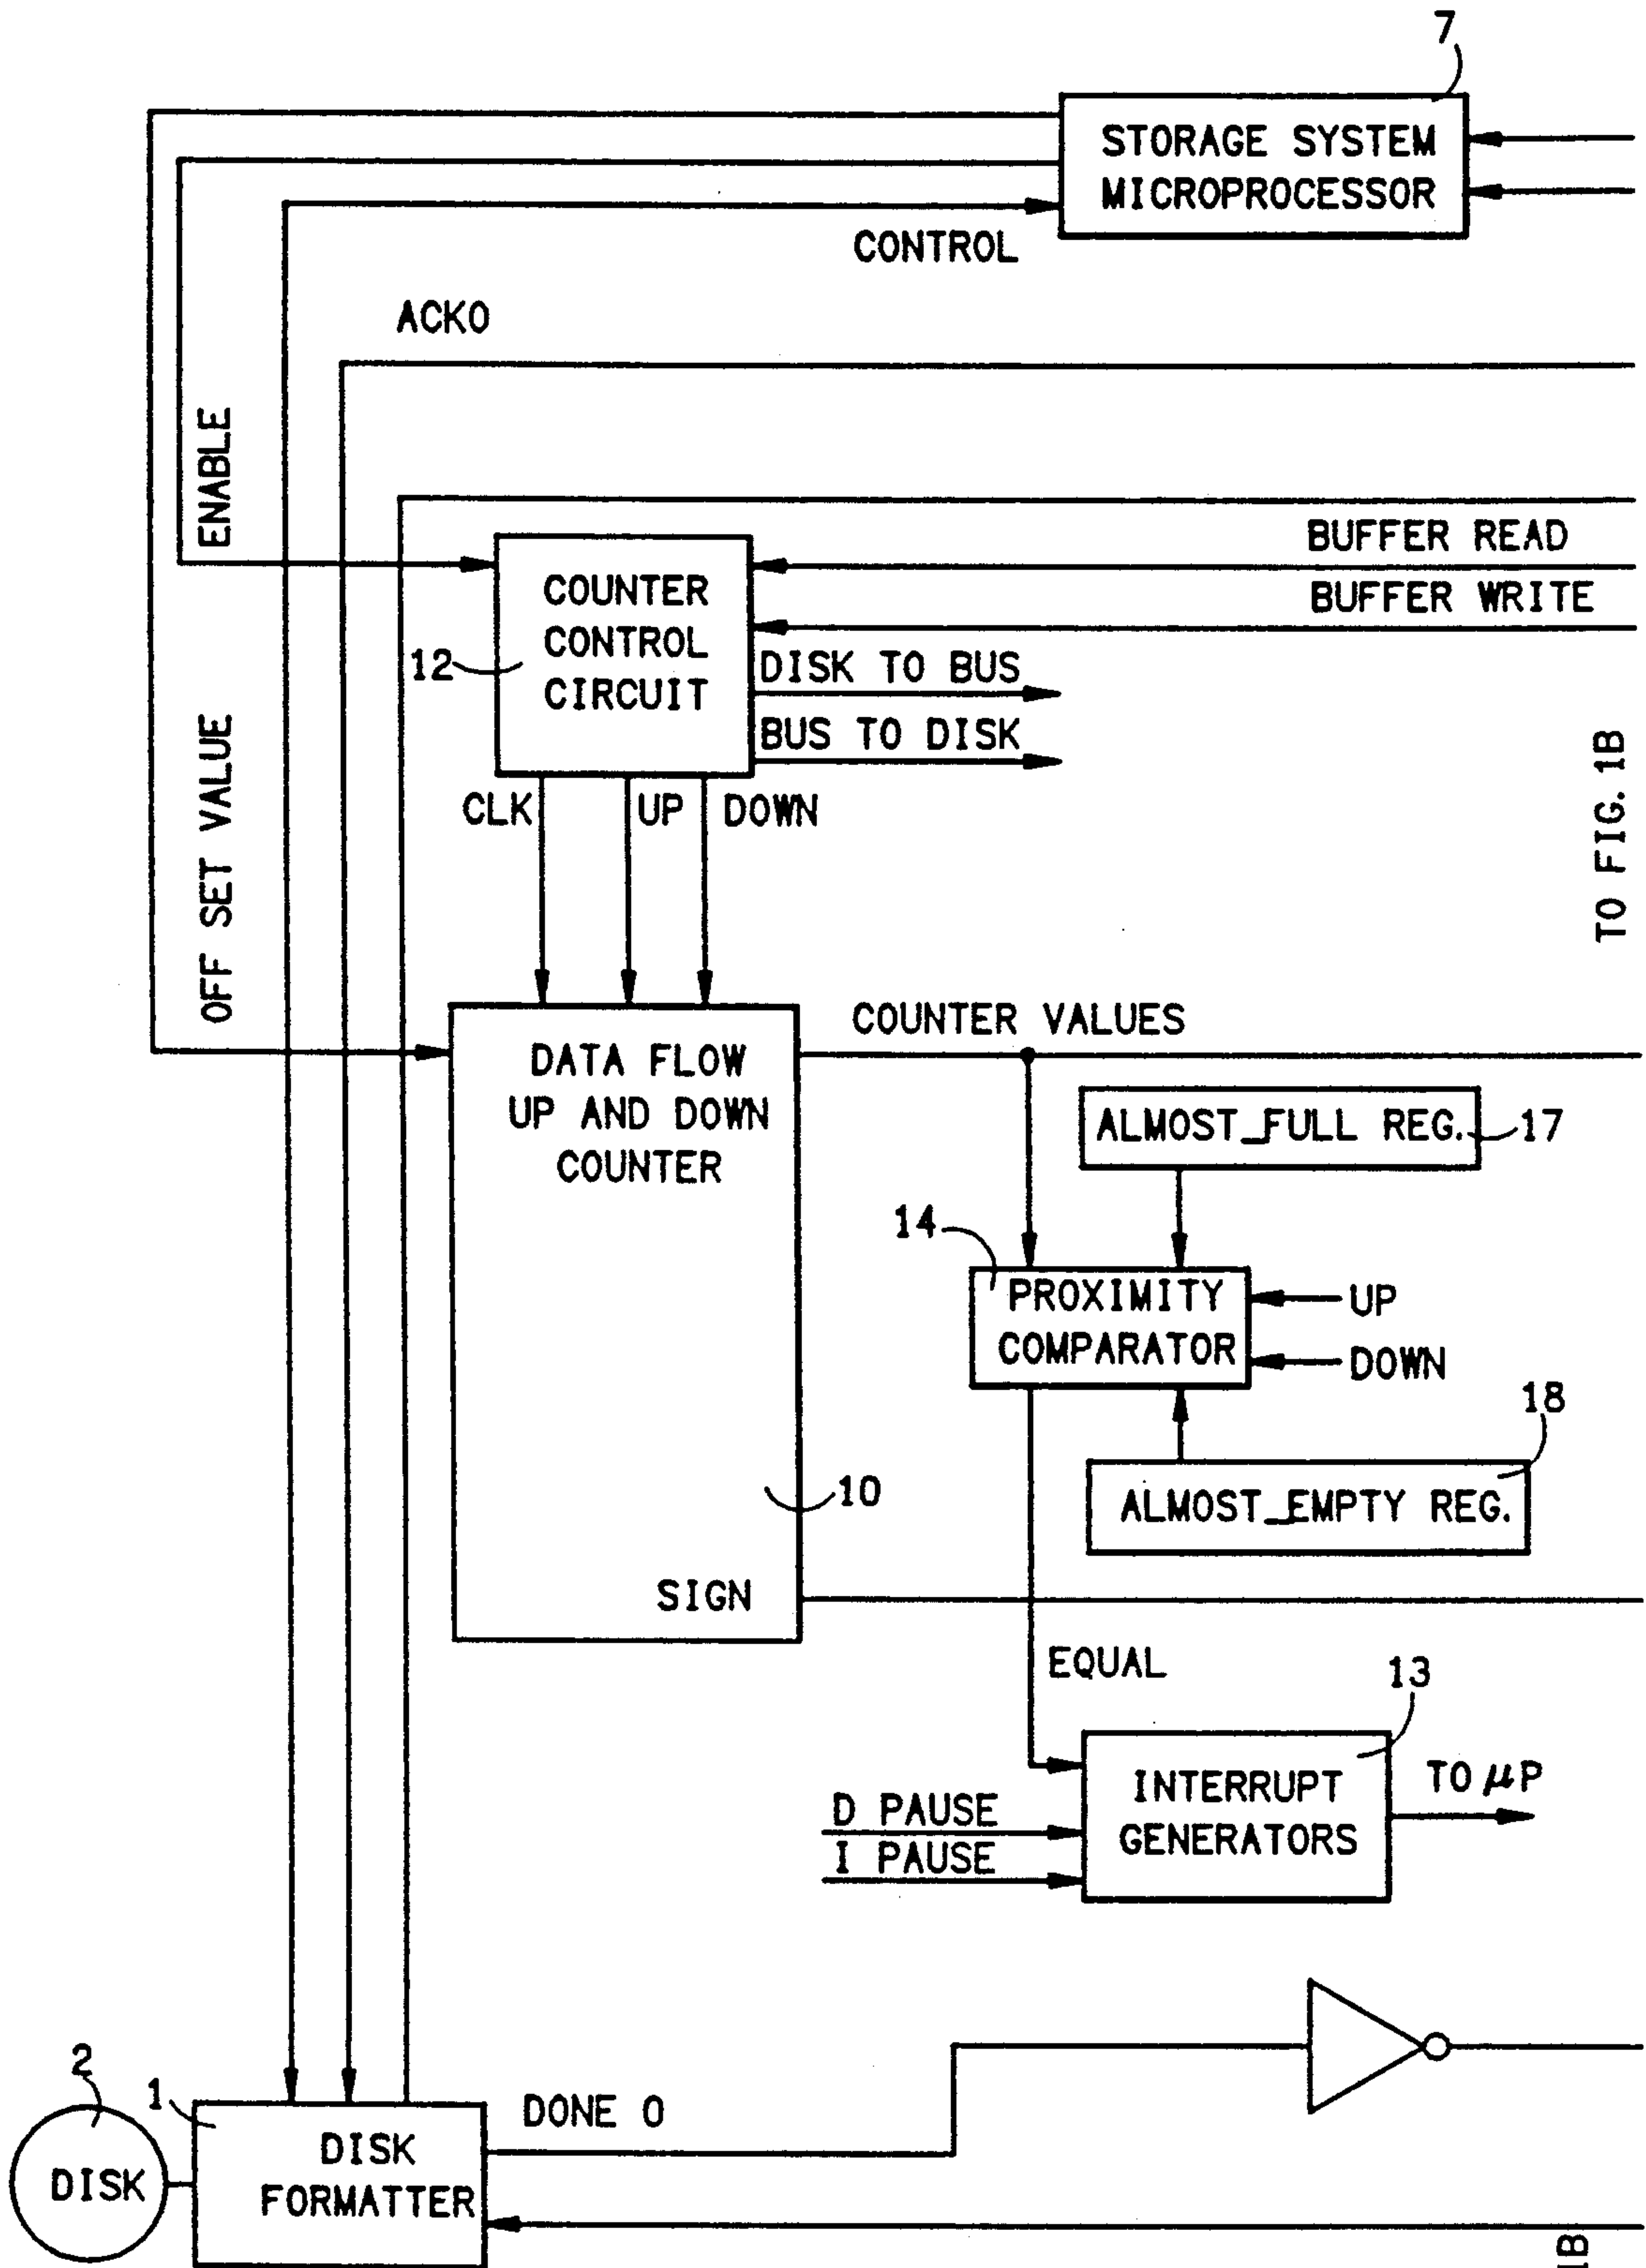 7
STORAGE SYSTEM
MICROPROCESSOR
CONTROL
ACK0
ENABLE
BUFFER READ
BUFFER WRITE
COUNTER
CONTROL
CIRCUIT
12
DISK TO BUS
BUS TO DISK
OFF SET VALUE
TO FIG. 1B
CLK
UP
DOWN
COUNTER VALUES
DATA FLOW
UP AND DOWN
COUNTER
ALMOST_FULL REG.
17
14
PROXIMITY
COMPARATOR
UP
DOWN
18
ALMOST_EMPTY REG.
10
SIGN
EQUAL
13
INTERRUPT
GENERATORS
TO μP
D PAUSE
I PAUSE
2
1
DISK
DONE 0
DISK
FORMATTER
1B